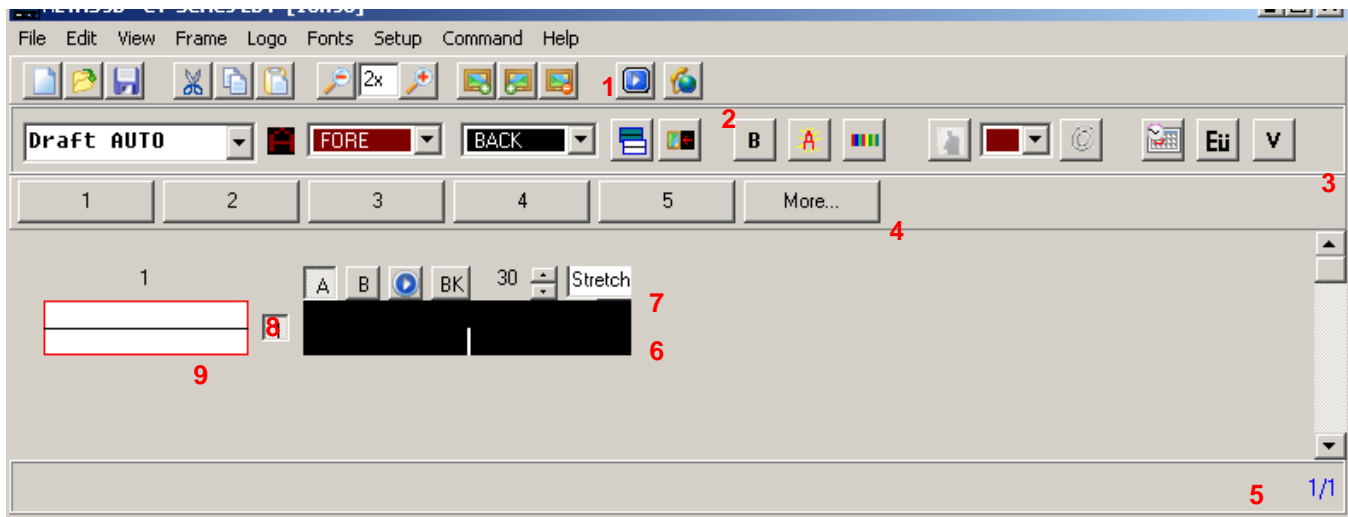 File Edit View Frame Logo Fonts Setup Command Help
2x 1
2
Draft AUTO A FORE BACK B A Eü V
3
1 2 3 4 5 More...
4
1
A B BK 30 Stretch
7
8
6
9
5 1/1